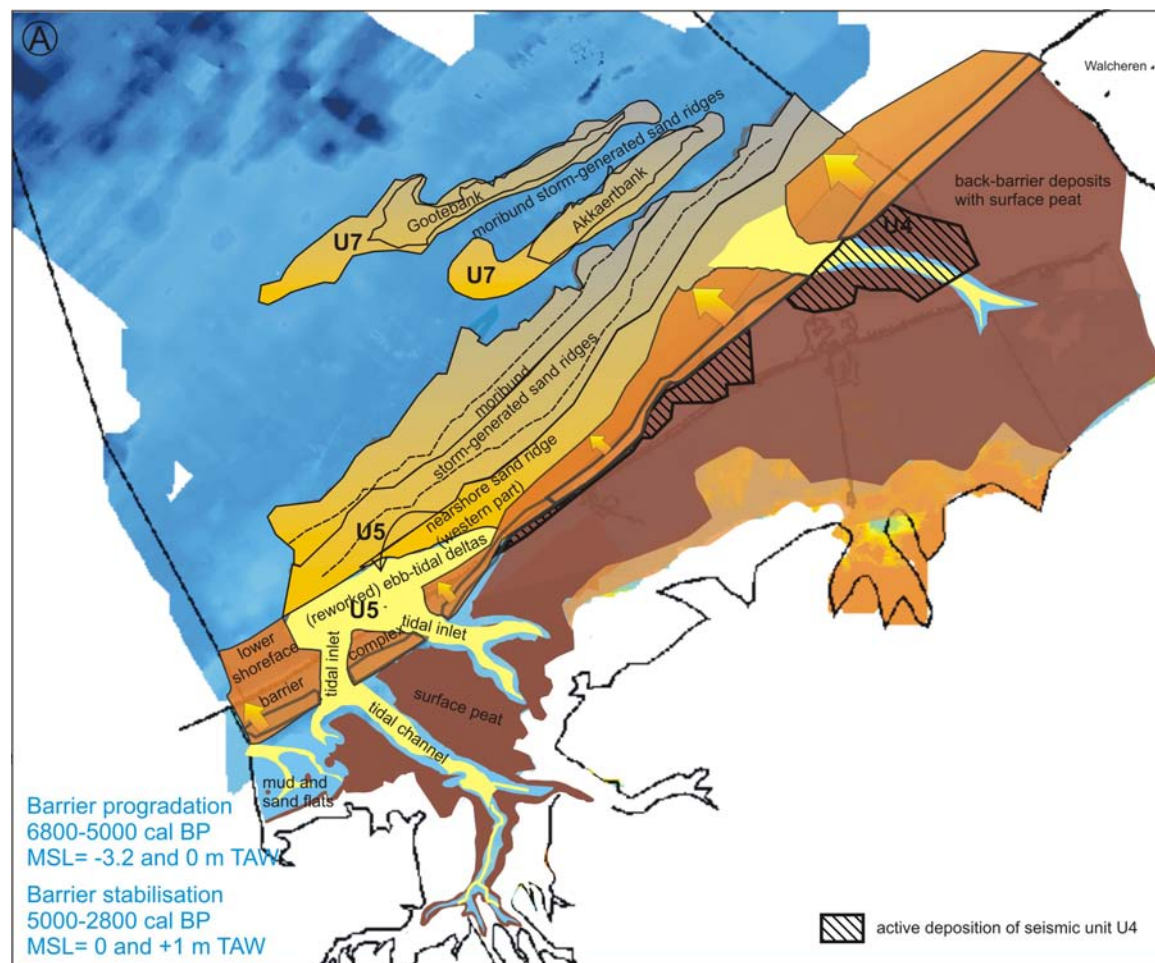 A
Walcheren
Gootebank
moribund storm-generated sand ridges
Akkaertbank
back-barrier deposits
with surface peat
U7
U7
U4
moribund
storm-generated sand ridges
nearshore sand ridge
(western part)
U5
(reworked) ebb-tidal deltas
U5
tidal inlet
lower
shoreface
tidal inlet
complex
barrier
surface peat
tidal channel
mud and
sand flats
Barrier progradation
6800-5000 cal BP
MSL= -3.2 and 0 m TAW
Barrier stabilisation
5000-2800 cal BP
MSL= 0 and +1 m TAW
active deposition of seismic unit U4